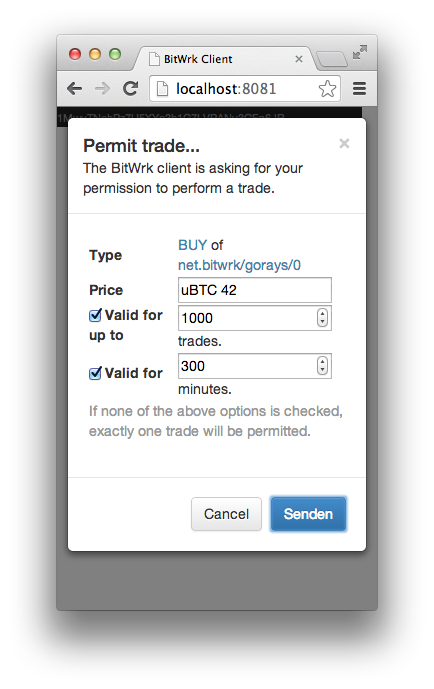 BitWrk Client
localhost:8081
Permit trade...
The BitWrk client is asking for your
permission to perform a trade.
Type
BUY of
net.bitwrk/gorays/0
Price
uBTC 42
Valid for
up to
1000
trades.
Valid for
300
minutes.
If none of the above options is checked,
exactly one trade will be permitted.
Cancel
Senden